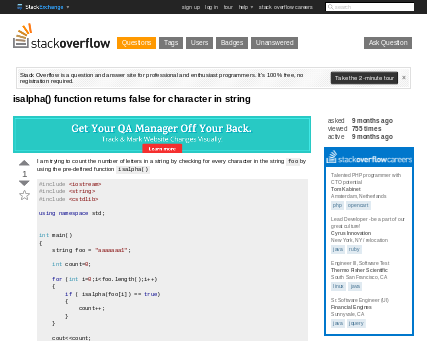 StackExchange
sign up log in tour help stack overflow careers
search
stackoverflow
Questions Tags Users Badges Unanswered Ask Question
Stack Overflow is a question and answer site for professional and enthusiast programmers. It's 100% free, no
registration required.
Take the 2-minute tour ×
isalpha() function returns false for character in string
Get Your QA Manager Off Your Back.
Track & Mark Website Changes Visually
Learn more
asked 9 months ago
viewed 755 times
active 9 months ago
1
I am trying to count the number of letters in a string by checking for every character in the string foo by
using the pre-defined function isalpha()
#include <iostream>
#include <string>
#include <cstdlib>
using namespace std;
int main()
{
string foo = "aaaaaaa1";
int count=0;
for (int i=0;i<foo.length();i++)
{
if ( isalpha(foo[i]) == true)
{
count++;
}
}
cout<<count;
stackoverflowcareers
Talented PHP programmer with
CTO potential
Tom Kabinet
Amsterdam, Netherlands
php opencart
Lead Developer - be a part of our
great culture!
Cyrus Innovation
New York, NY / relocation
java ruby
Engineer III, Software Test
Thermo Fisher Scientific
South San Francisco, CA
linux java
Sr. Software Engineer (UI)
Financial Engines
Sunnyvale, CA
java jquery